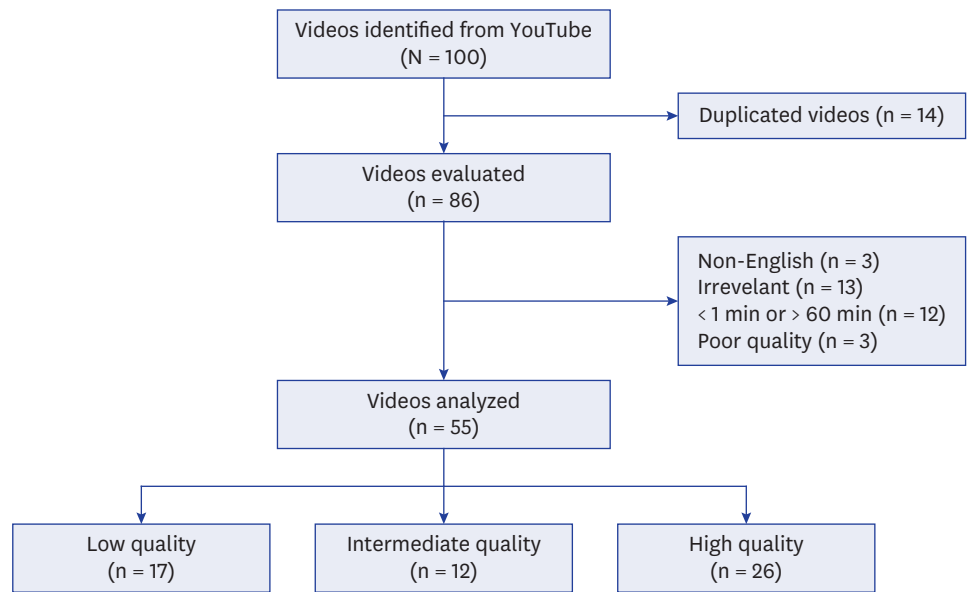 Videos identified from YouTube
(N = 100)
Duplicated videos (n = 14)
Videos evaluated
(n = 86)
Non-English (n = 3)
Irrevelant (n = 13)
< 1 min or > 60 min (n = 12)
Poor quality (n = 3)
Videos analyzed
(n = 55)
Low quality
(n = 17)
Intermediate quality
(n = 12)
High quality
(n = 26)